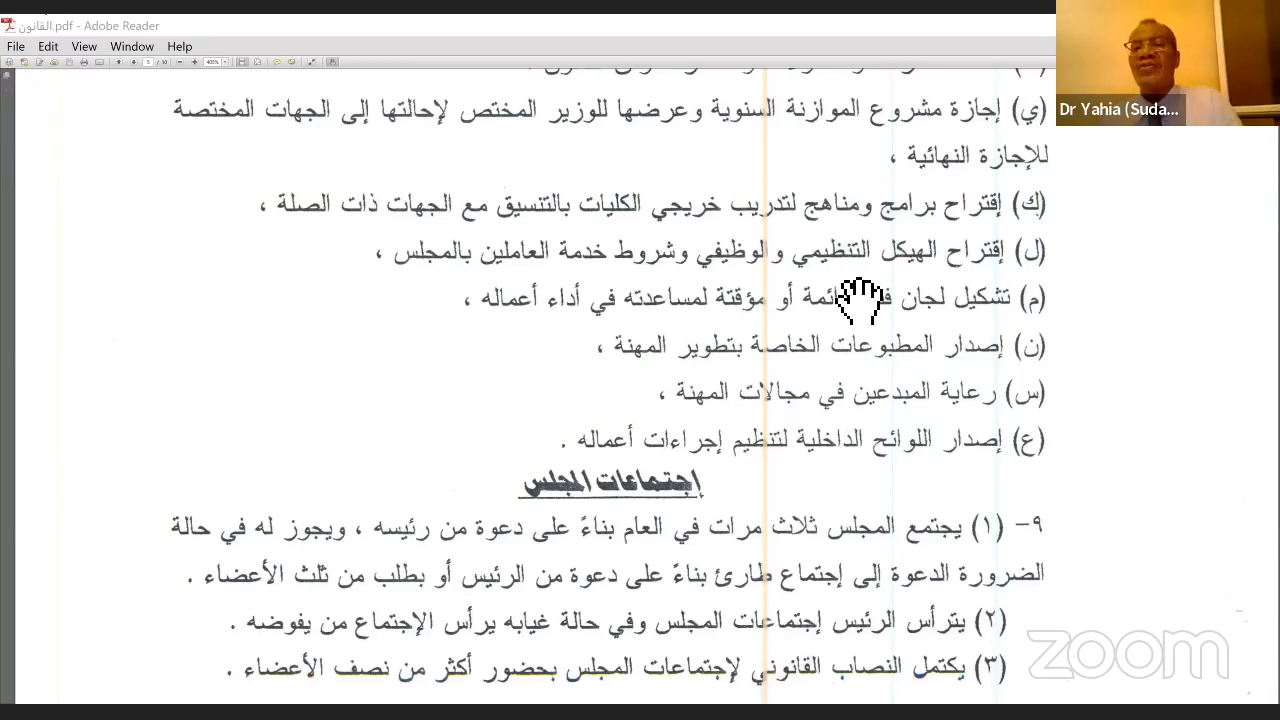 القانون.pdf - Adobe Reader
File Edit View Window Help
5 / 10 405%
Dr Yahia (Suda...
(ي) إجازة مشروع الموازنة السنوية وعرضها للوزير المختص لإحالتها إلى الجهات المختصة
للإجازة النهائية ،
(ك) إقتراح برامج ومناهج لتدريب خريجي الكليات بالتنسيق مع الجهات ذات الصلة ،
(ل) إقتراح الهيكل التنظيمي والوظيفي وشروط خدمة العاملين بالمجلس ،
(م) تشكيل لجان أو مؤقتة لمساعدته في أداء أعماله ،
(ن) إصدار المطبوعات الخاصة بتطوير المهنة ،
(س) رعاية المبدعين في مجالات المهنة ،
(ع) إصدار اللوائح الداخلية لتنظيم إجراءات أعماله .
إجتماعات المجلس
٩- (١) يجتمع المجلس ثلاث مرات في العام بناءً على دعوة من رئيسه ، ويجوز له في حالة
الضرورة الدعوة إلى إجتماع طارئ بناءً على دعوة من الرئيس أو بطلب من ثلث الأعضاء .
(٢) يترأس الرئيس إجتماعات المجلس وفي حالة غيابه يرأس الإجتماع من يفوضه .
(٣) يكتمل النصاب القانوني لإجتماعات المجلس بحضور أكثر من نصف الأعضاء .
zoom